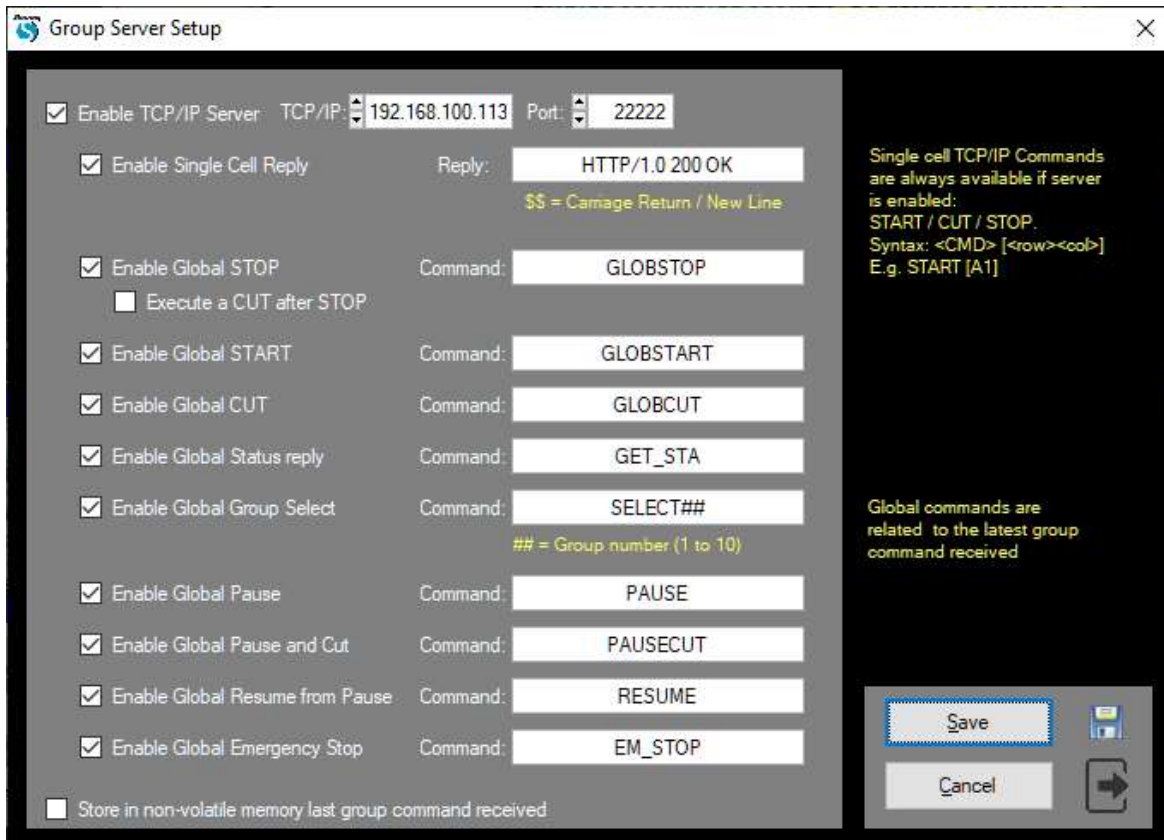 Group Server Setup
Enable TCP/IP Server TCP/IP: 192.168.100.113 Port: 22222
Enable Single Cell Reply Reply: HTTP/1.0 200 OK
$$ = Carriage Return / New Line
Enable Global STOP Command: GLOBSTOP
Execute a CUT after STOP
Enable Global START Command: GLOBSTART
Enable Global CUT Command: GLOBCUT
Enable Global Status reply Command: GET_STA
Enable Global Group Select Command: SELECT##
## = Group number (1 to 10)
Enable Global Pause Command: PAUSE
Enable Global Pause and Cut Command: PAUSECUT
Enable Global Resume from Pause Command: RESUME
Enable Global Emergency Stop Command: EM_STOP
Store in non-volatile memory last group command received
Single cell TCP/IP Commands
are always available if server
is enabled:
START / CUT / STOP.
Syntax: <CMD> [<row><col>]
E.g. START [A1]
Global commands are
related to the latest group
command received
Save
Cancel